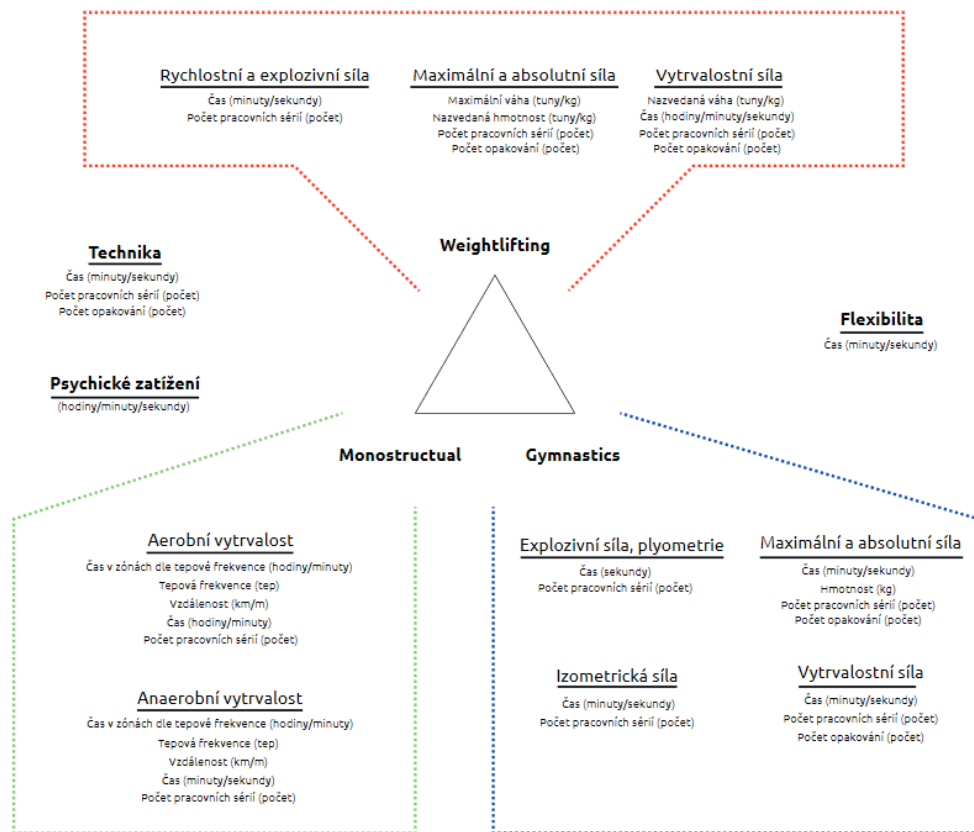 Rychlostní a explozivní síla
Čas (minuty/sekundy)
Počet pracovních sérií (počet)
Maximální a absolutní síla
Maximální váha (tuny/kg)
Nazvedaná hmotnost (tuny/kg)
Počet pracovních sérií (počet)
Počet opakování (počet)
Vytrvalostní síla
Nazvedaná váha (tuny/kg)
Čas (hodiny/minuty/sekundy)
Počet pracovních sérií (počet)
Počet opakování (počet)
Weightlifting
Technika
Čas (minuty/sekundy)
Počet pracovních sérií (počet)
Počet opakování (počet)
Flexibilita
Čas (minuty/sekundy)
Psychické zatížení
(hodiny/minuty/sekundy)
Monostructual
Gymnastics
Aerobní vytrvalost
Čas v zónách dle tepové frekvence (hodiny/minuty)
Tepová frekvence (tep)
Vzdálenost (km/m)
Čas (hodiny/minuty)
Počet pracovních sérií (počet)
Anaerobní vytrvalost
Čas v zónách dle tepové frekvence (hodiny/minuty)
Tepová frekvence (tep)
Vzdálenost (km/m)
Čas (minuty/sekundy)
Počet pracovních sérií (počet)
Explozivní síla, plyometrie
Čas (sekundy)
Počet pracovních sérií (počet)
Maximální a absolutní síla
Čas (minuty/sekundy)
Hmotnost (kg)
Počet pracovních sérií (počet)
Počet opakování (počet)
Izometrická síla
Čas (minuty/sekundy)
Počet pracovních sérií (počet)
Vytrvalostní síla
Čas (minuty/sekundy)
Počet pracovních sérií (počet)
Počet opakování (počet)